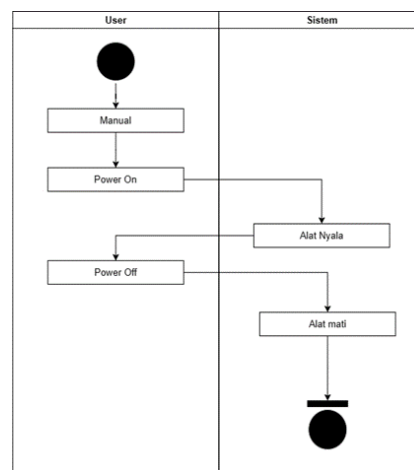 User
Sistem
Manual
Power On
Alat Nyala
Power Off
Alat mati